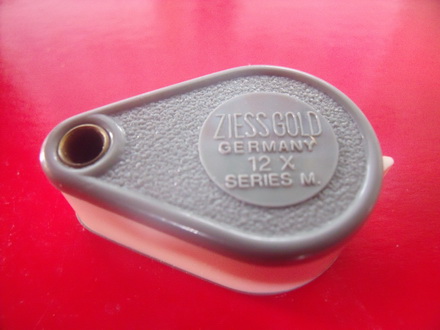 ZIESS GOLD
GERMANY
12 X
SERIES M.